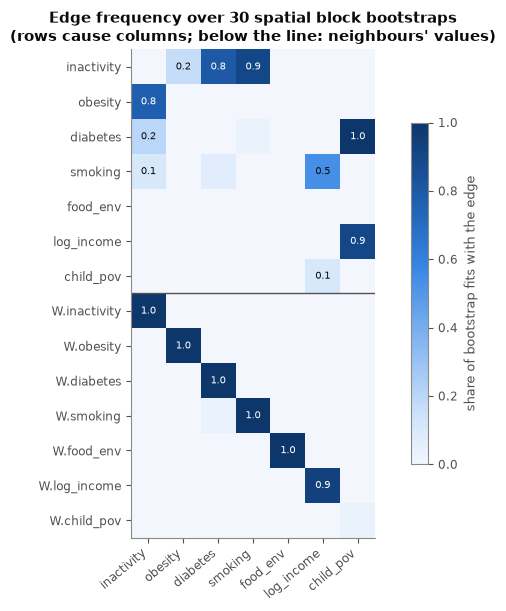 Edge frequency over 30 spatial block bootstraps
(rows cause columns; below the line: neighbours' values)
inactivity 0.2 0.8 0.9
obesity 0.8
diabetes 0.2 1.0
smoking 0.1 0.5
food_env
log_income 0.9
child_pov 0.1
W.inactivity 1.0
W.obesity 1.0
W.diabetes 1.0
W.smoking 1.0
W.food_env 1.0
W.log_income 0.9
W.child_pov
inactivity
obesity
diabetes
smoking
food_env
log_income
child_pov
1.0
0.8
0.6
0.4
0.2
0.0
share of bootstrap fits with the edge